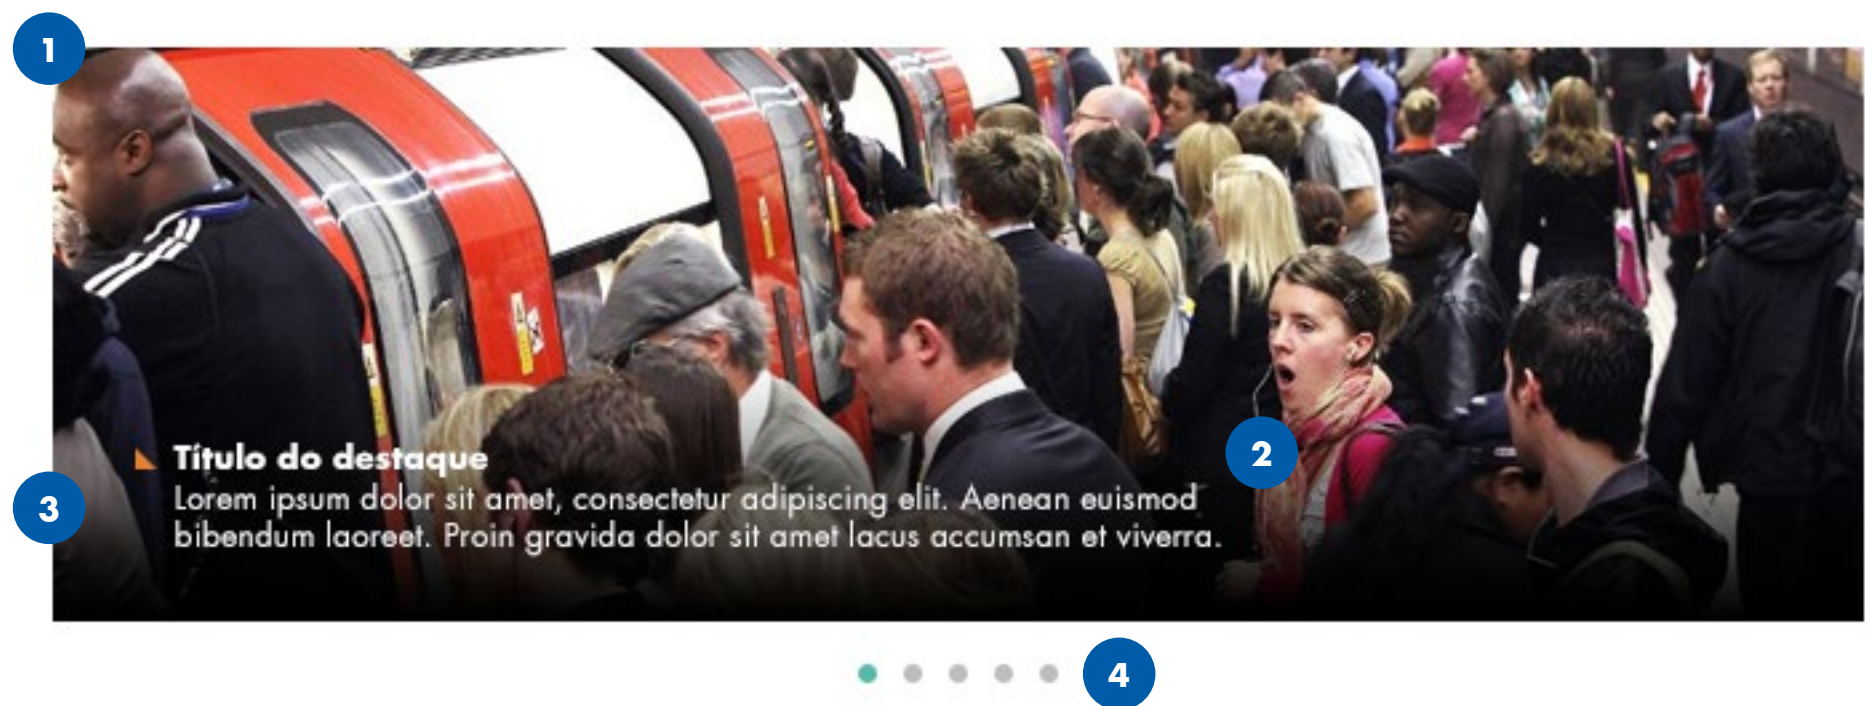 1
Título do destaque
2
Lorem ipsum dolor sit amet, consectetur adipiscing elit. Aenean euismod
3
bibendum laoreet. Proin gravida dolor sit amet lacus accumsan et viverra.
4